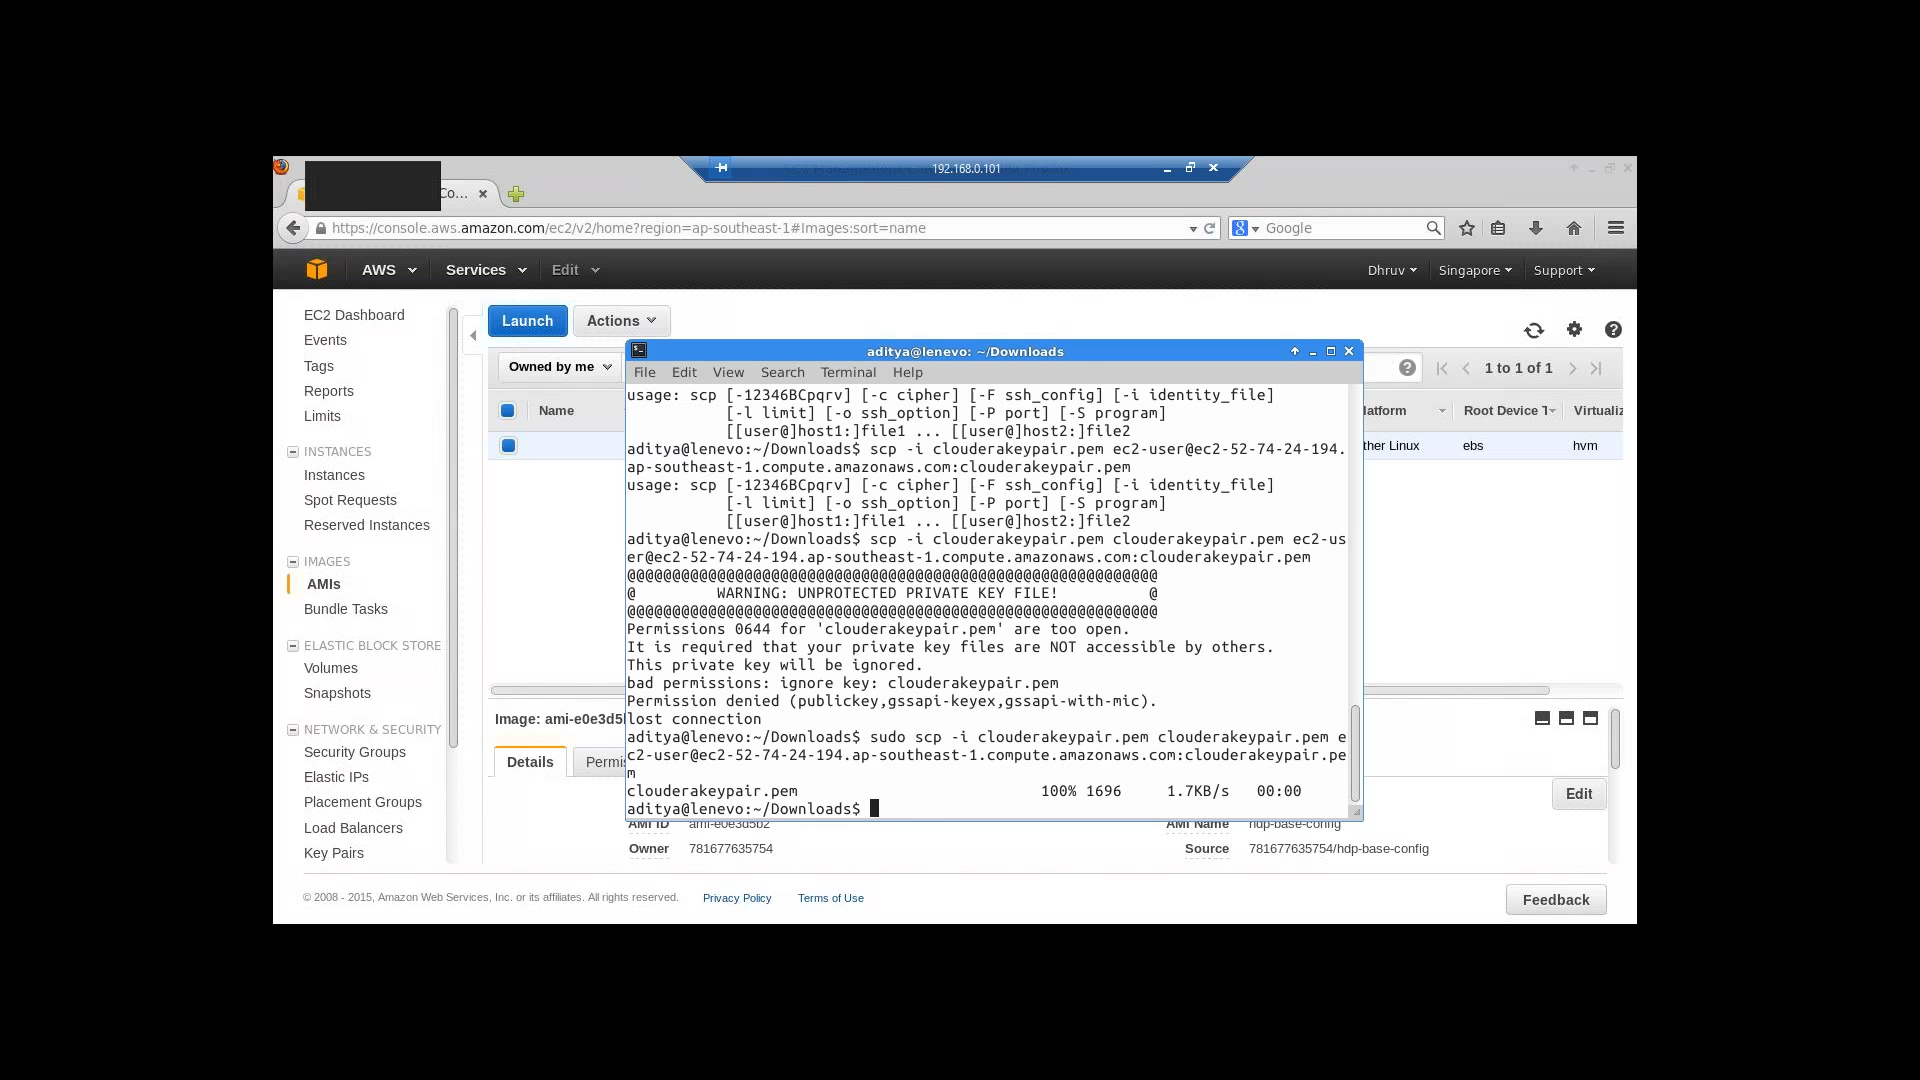 192.168.0.101
Co...
https://console.aws.amazon.com/ec2/v2/home?region=ap-southeast-1#Images:sort=name
Google
AWS Services Edit
Dhruv Singapore Support
EC2 Dashboard
Events
Tags
Reports
Limits
INSTANCES
Instances
Spot Requests
Reserved Instances
IMAGES
AMIs
Bundle Tasks
ELASTIC BLOCK STORE
Volumes
Snapshots
NETWORK & SECURITY
Security Groups
Elastic IPs
Placement Groups
Load Balancers
Key Pairs
Launch Actions
Owned by me
1 to 1 of 1
Name
latform Root Device T Virtualiz
ther Linux ebs hvm
aditya@lenevo: ~/Downloads
File Edit View Search Terminal Help
usage: scp [-12346BCpqrv] [-c cipher] [-F ssh_config] [-i identity_file]
[-l limit] [-o ssh_option] [-P port] [-S program]
[[user@]host1:]file1 ... [[user@]host2:]file2
aditya@lenevo:~/Downloads$ scp -i clouderakeypair.pem ec2-user@ec2-52-74-24-194.
ap-southeast-1.compute.amazonaws.com:clouderakeypair.pem
usage: scp [-12346BCpqrv] [-c cipher] [-F ssh_config] [-i identity_file]
[-l limit] [-o ssh_option] [-P port] [-S program]
[[user@]host1:]file1 ... [[user@]host2:]file2
aditya@lenevo:~/Downloads$ scp -i clouderakeypair.pem clouderakeypair.pem ec2-us
er@ec2-52-74-24-194.ap-southeast-1.compute.amazonaws.com:clouderakeypair.pem
@@@@@@@@@@@@@@@@@@@@@@@@@@@@@@@@@@@@@@@@@@@@@@@@@@@@@@@@@@@
@         WARNING: UNPROTECTED PRIVATE KEY FILE!          @
@@@@@@@@@@@@@@@@@@@@@@@@@@@@@@@@@@@@@@@@@@@@@@@@@@@@@@@@@@@
Permissions 0644 for 'clouderakeypair.pem' are too open.
It is required that your private key files are NOT accessible by others.
This private key will be ignored.
bad permissions: ignore key: clouderakeypair.pem
Permission denied (publickey,gssapi-keyex,gssapi-with-mic).
lost connection
aditya@lenevo:~/Downloads$ sudo scp -i clouderakeypair.pem clouderakeypair.pem e
c2-user@ec2-52-74-24-194.ap-southeast-1.compute.amazonaws.com:clouderakeypair.pe
m
clouderakeypair.pem 100% 1696 1.7KB/s 00:00
aditya@lenevo:~/Downloads$
Image: ami-e0e3d5
Details Permis
Edit
AMI ID ami-e0e3d5b2 AMI Name hdp-base-config
Owner 781677635754 Source 781677635754/hdp-base-config
© 2008 - 2015, Amazon Web Services, Inc. or its affiliates. All rights reserved. Privacy Policy Terms of Use
Feedback